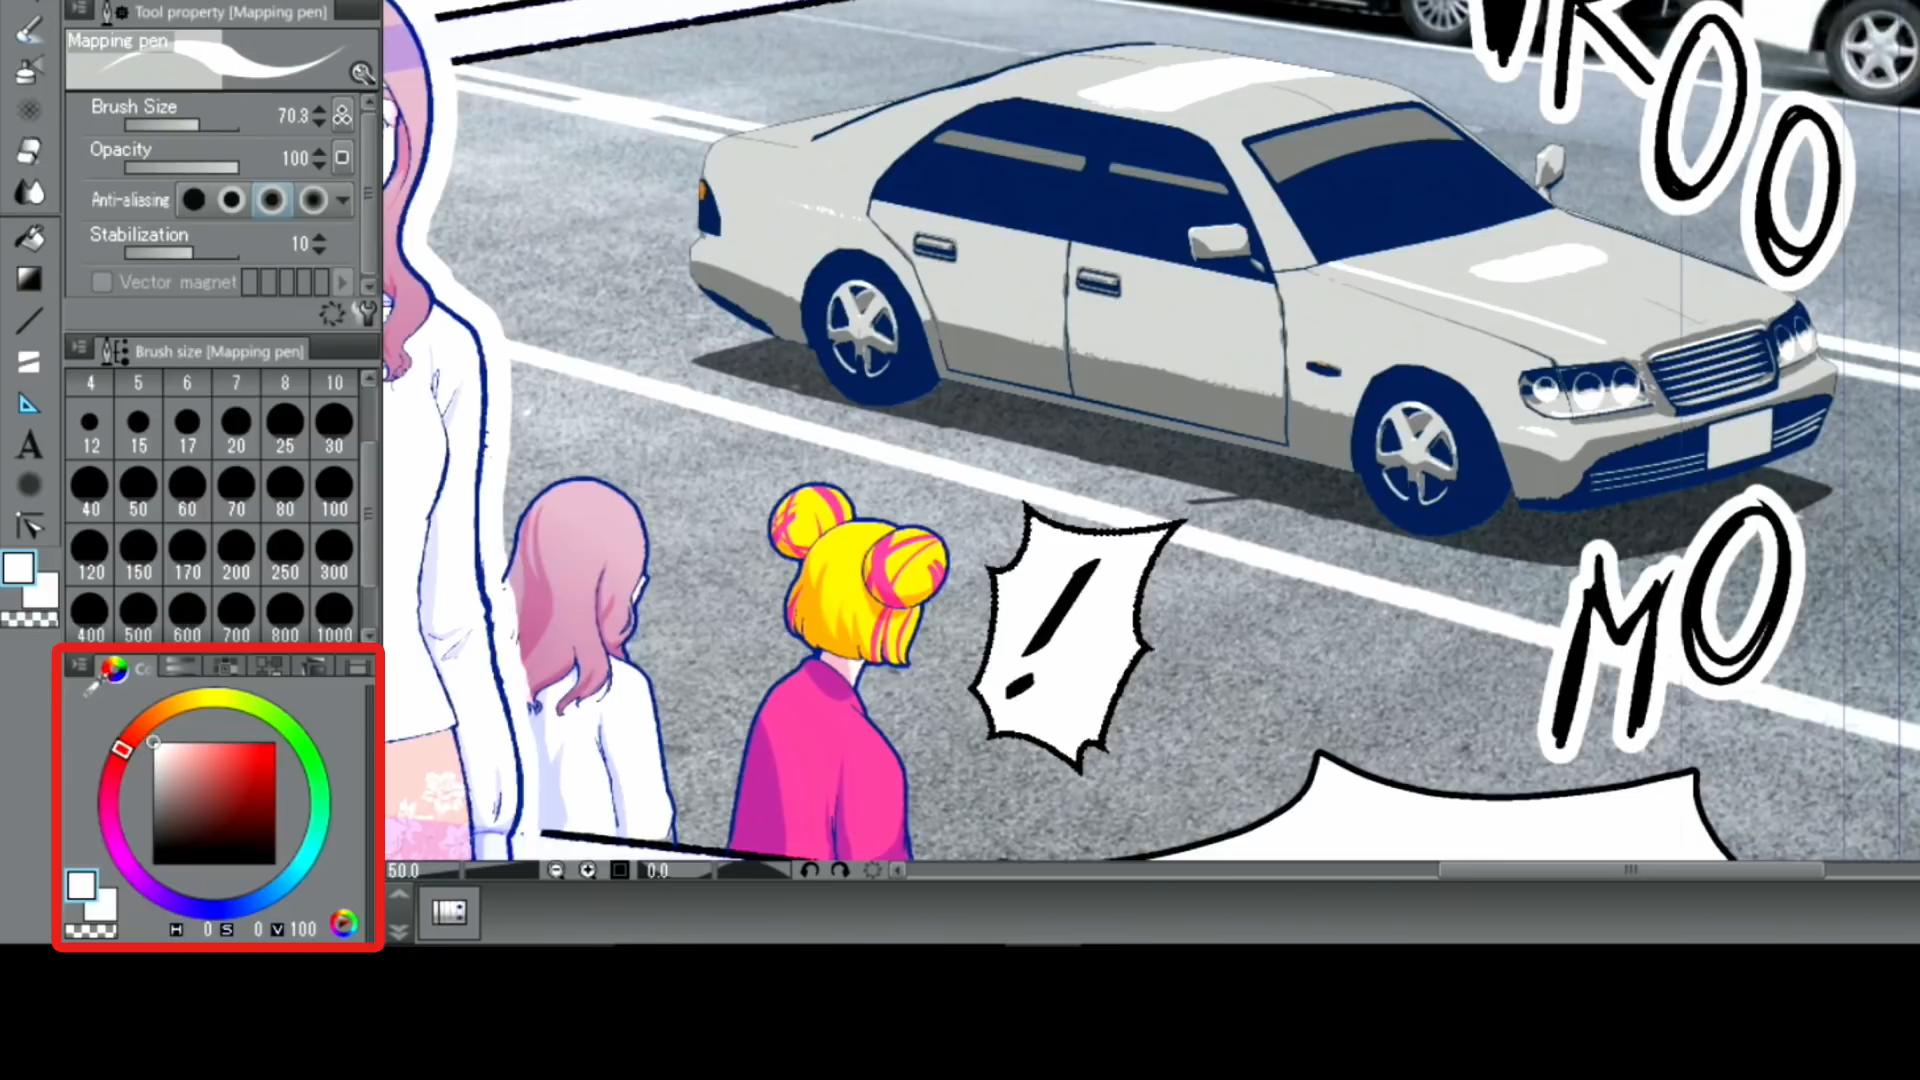 Tool property [Mapping pen]
Mapping pen
Brush Size 70.3
Opacity 100
Anti-aliasing
Stabilization 10
Vector magnet
Brush size [Mapping pen]
4 5 6 7 8 10
12 15 17 20 25 30
40 50 60 70 80 100
120 150 170 200 250 300
400 500 600 700 800 1000
H 0 S 0 V 100
A
50.0
0.0
VROO
MO
!